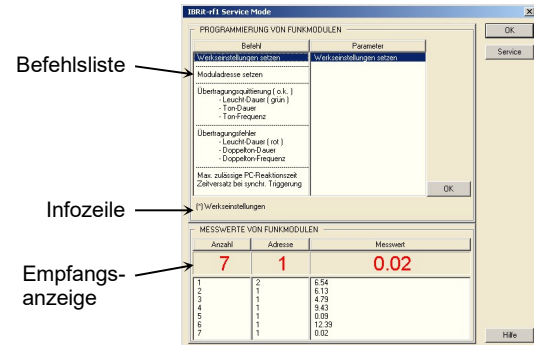 IBRit-rf1 Service Mode
PROGRAMMIERUNG VON FUNKMODULEN
OK
Befehl Parameter
Service
Werkseinstellungen setzen Werkseinstellungen setzen
Befehlsliste
Moduladresse setzen
Übertragungsquittierung ( o.k. )
- Leucht-Dauer ( grün )
- Ton-Dauer
- Ton-Frequenz
Übertragungsfehler
- Leucht-Dauer ( rot )
- Doppelton-Dauer
- Doppelton-Frequenz
Max. zulässige PC-Reaktionszeit
Zeitversatz bei synchr. Triggerung
OK
Infozeile
(*) Werkseinstellungen
MESSWERTE VON FUNKMODULEN
Anzahl Adresse Messwert
7 1 0.02
Empfangs-
anzeige
1 2 6.54
2 1 6.13
3 1 4.79
4 1 9.43
5 1 0.09
6 1 12.39
7 1 0.02
Hilfe